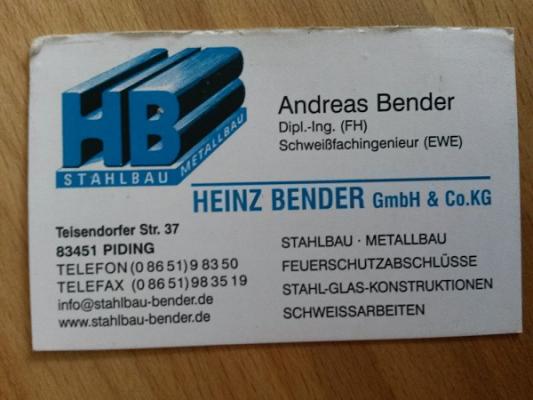 HB
STAHLBAU METALLBAU
Andreas Bender
Dipl.-Ing. (FH)
Schweißfachingenieur (EWE)
HEINZ BENDER GmbH & Co.KG
Teisendorfer Str. 37
83451 PIDING
TELEFON (0 86 51) 9 83 50
TELEFAX (0 86 51) 98 35 19
info@stahlbau-bender.de
www.stahlbau-bender.de
STAHLBAU · METALLBAU
FEUERSCHUTZABSCHLÜSSE
STAHL-GLAS-KONSTRUKTIONEN
SCHWEISSARBEITEN